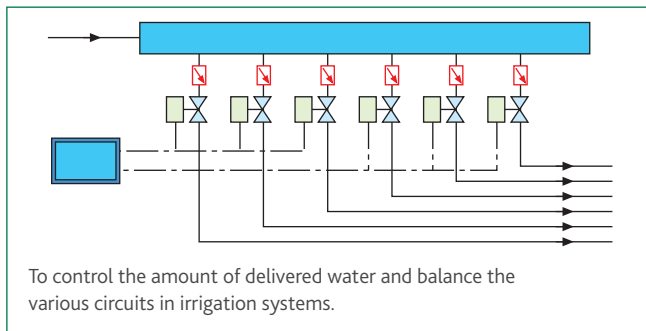 To control the amount of delivered water and balance the
various circuits in irrigation systems.